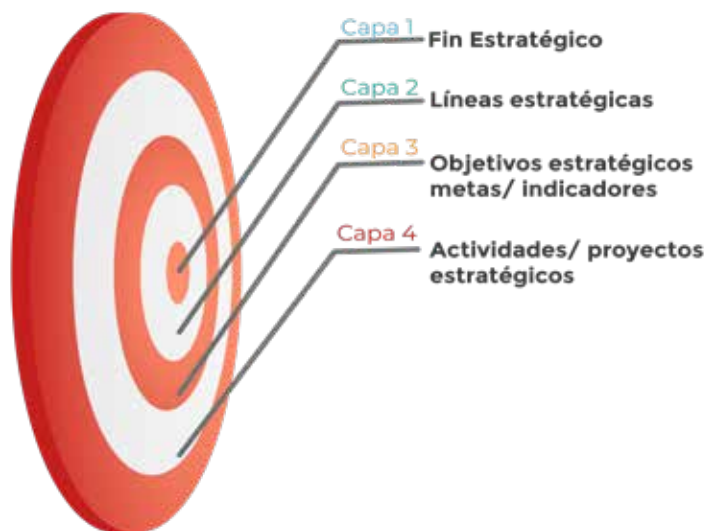 Capa 1 Fin Estratégico
Capa 2 Líneas estratégicas
Capa 3 Objetivos estratégicos
metas/ indicadores
Capa 4 Actividades/ proyectos
estratégicos